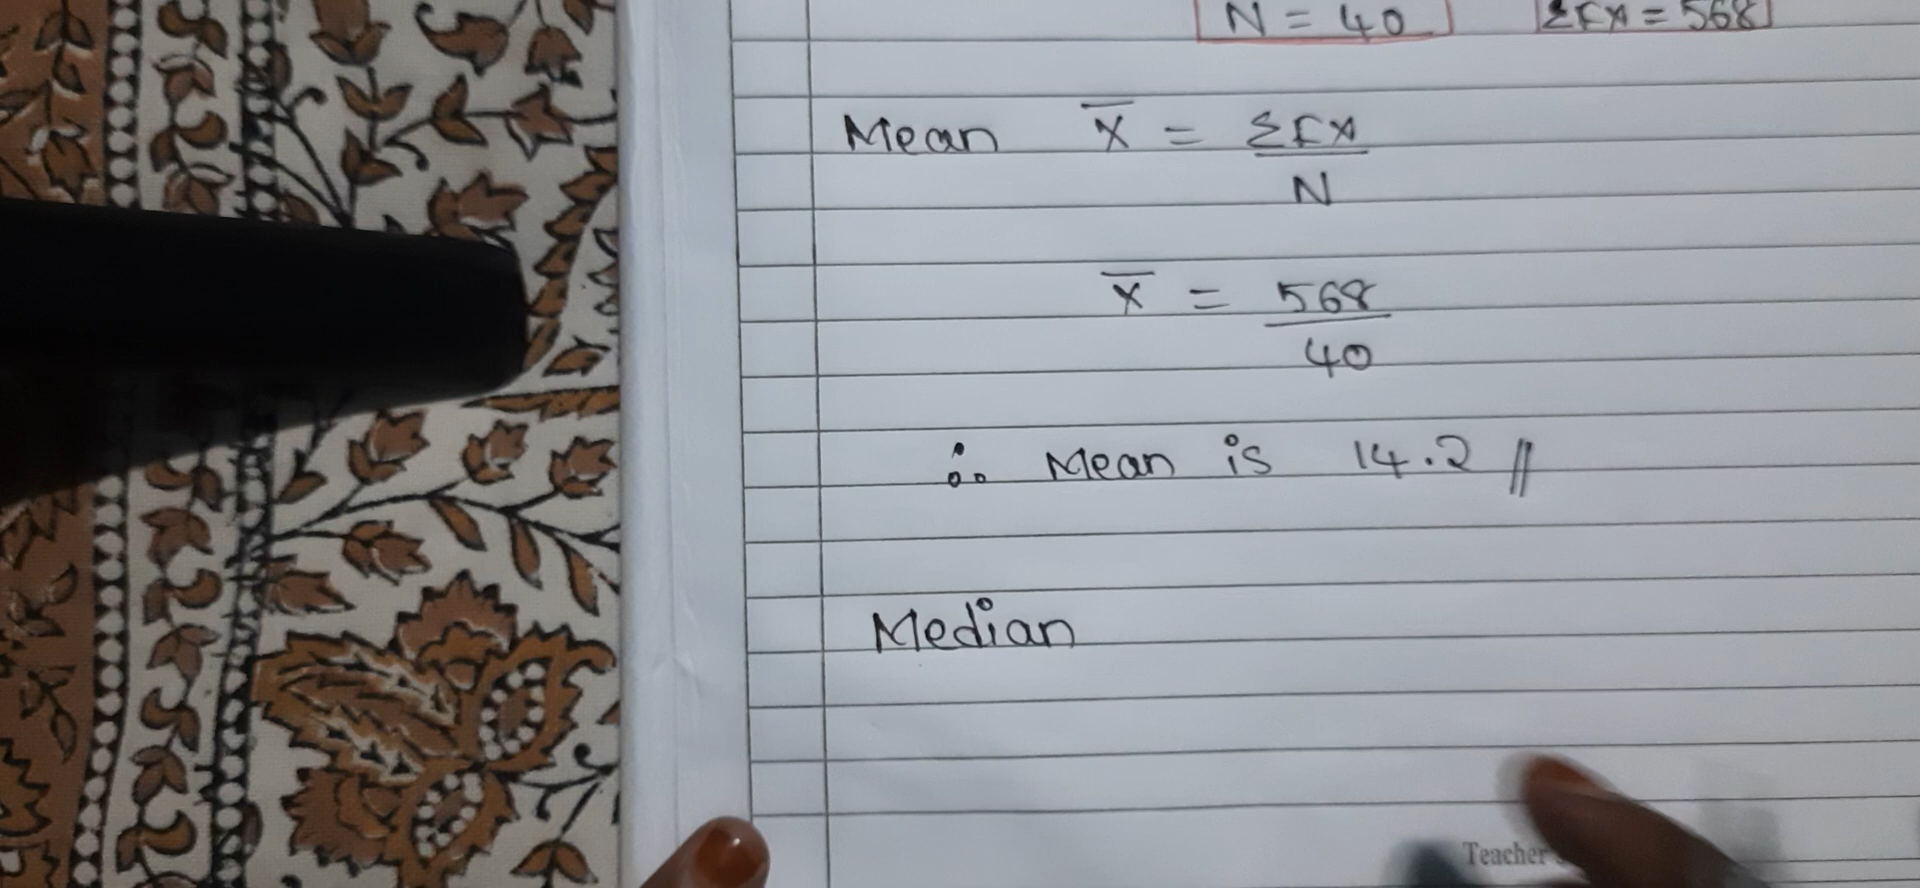 N = 40 ΣFX = 568
Mean X̅ = ΣFX
N
X̅ = 568
40
∴ Mean is 14.2 //
Median
Teacher